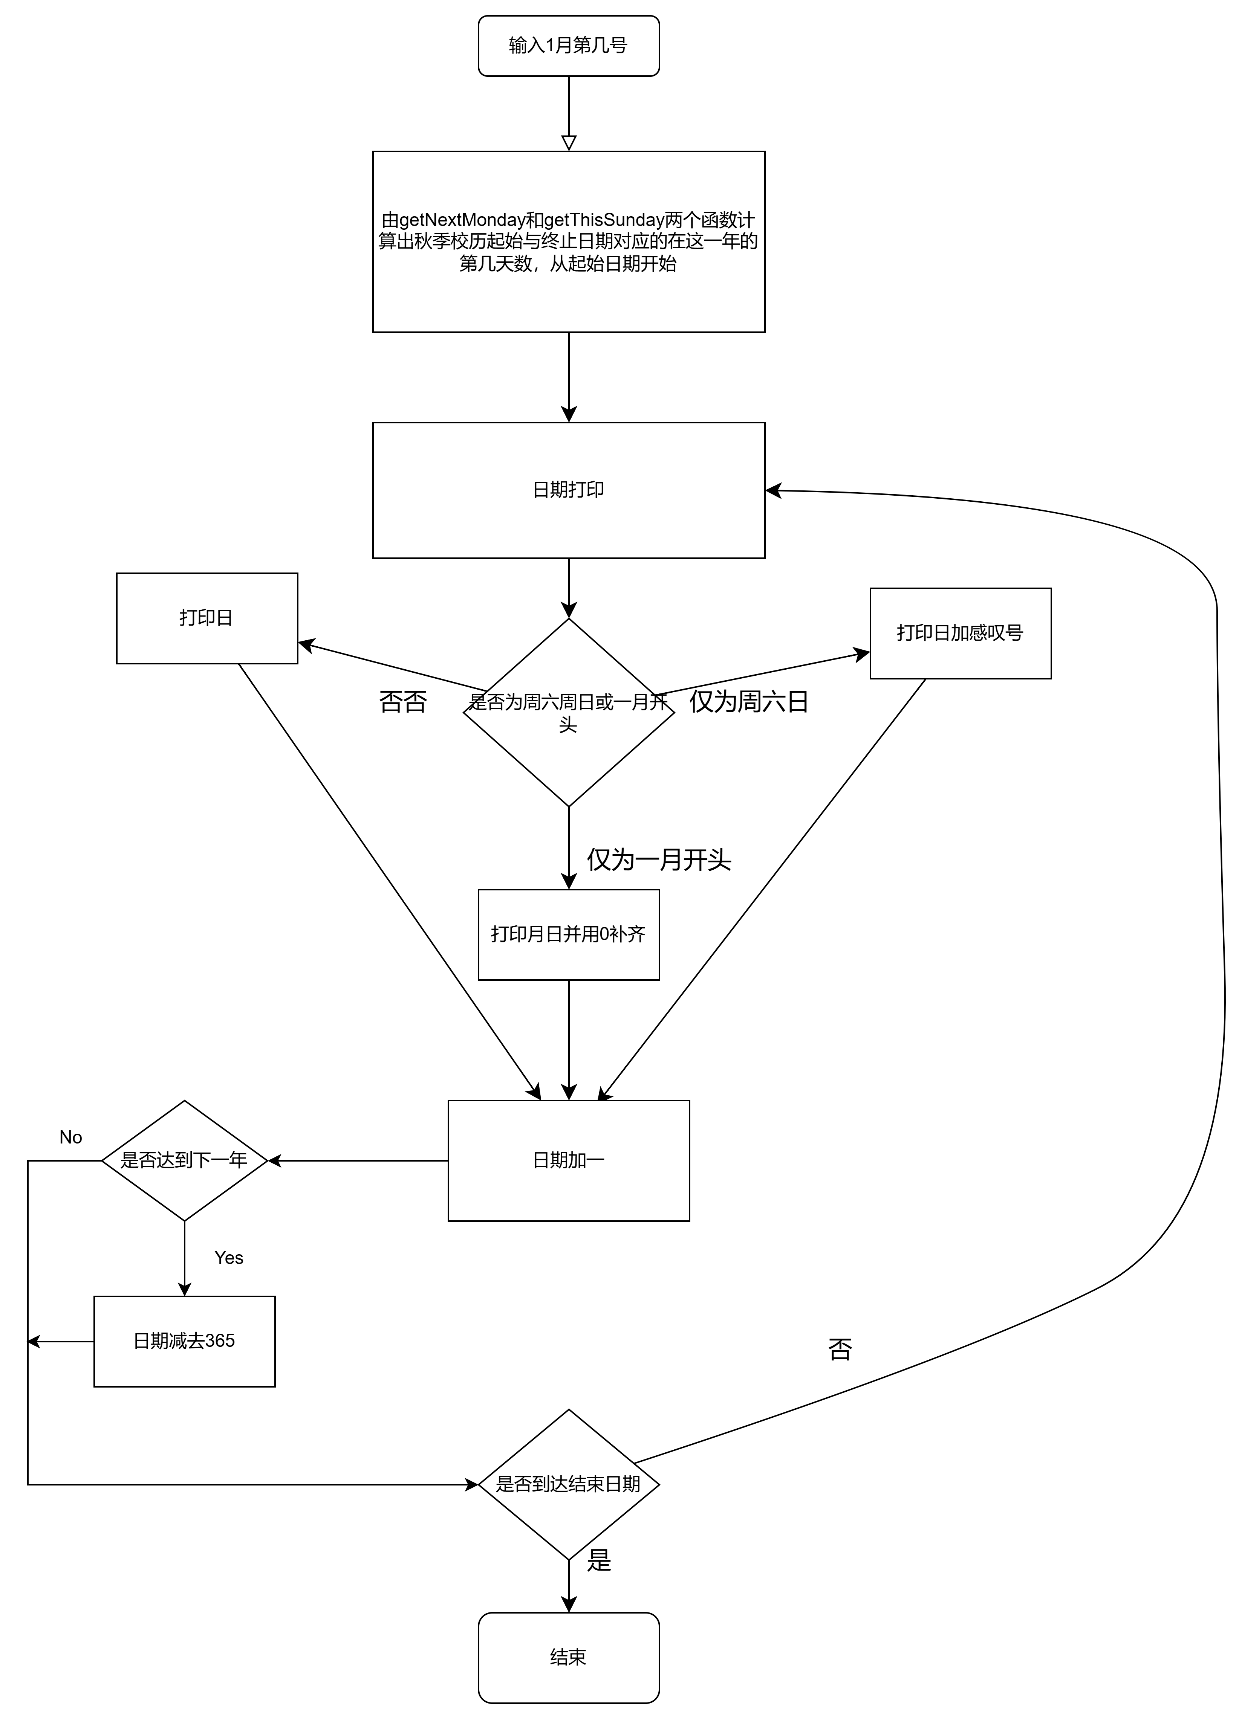 输入1月第几号
由getNextMonday和getThisSunday两个函数计
算出秋季校历起始与终止日期对应的在这一年的
第几天数，从起始日期开始
日期打印
打印日
打印日加感叹号
否否
是否为周六周日或一月开
头
仅为周六日
仅为一月开头
打印月日并用0补齐
No
是否达到下一年
日期加一
Yes
日期减去365
否
是否到达结束日期
是
结束